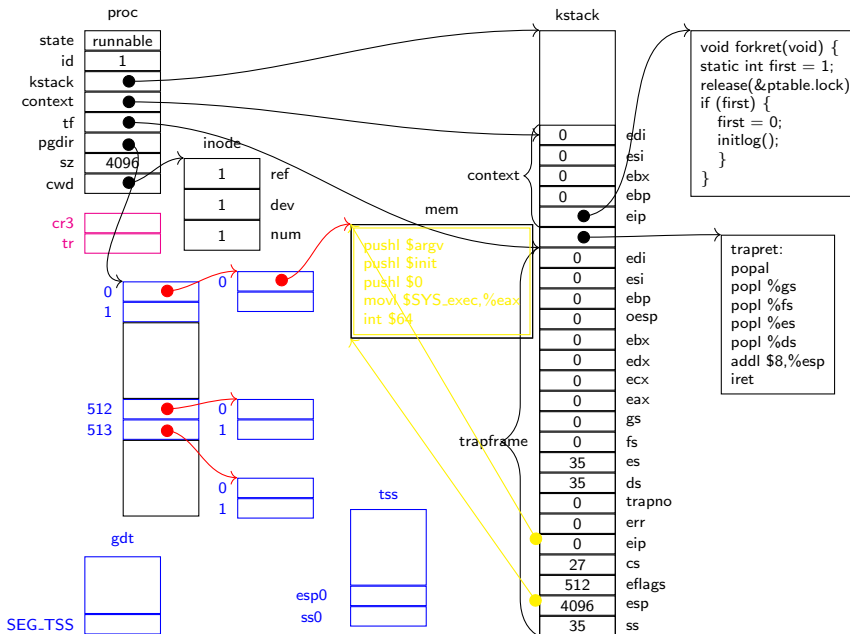 proc
state runnable
id 1
kstack
context
tf
pgdir
sz 4096
cwd
inode
1 ref
1 dev
1 num
cr3
tr
0
1
512
513
0
0
1
0
1
gdt
SEG_TSS
tss
esp0
ss0
mem
pushl $argv
pushl $init
pushl $0
movl $SYS_exec,%eax
int $64
kstack
context
0 edi
0 esi
0 ebx
0 ebp
eip
trapframe
0 edi
0 esi
0 ebp
0 oesp
0 ebx
0 edx
0 ecx
0 eax
0 gs
0 fs
35 es
35 ds
0 trapno
0 err
0 eip
27 cs
512 eflags
4096 esp
35 ss
void forkret(void) {
static int first = 1;
release(&ptable.lock)
if (first) {
first = 0;
initlog();
}
}
trapret:
popal
popl %gs
popl %fs
popl %es
popl %ds
addl $8,%esp
iret